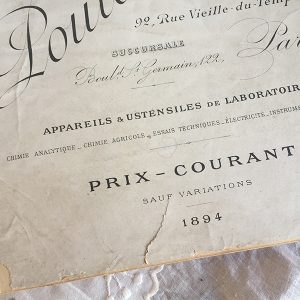 Poule
92, Rue Vieille-du-Temp
Par
SUCCURSALE
Boul.d St Germain, 122,
APPAREILS & USTENSILES DE LABORATOIR
CHIMIE ANALYTIQUE - CHIMIE AGRICOLE - ESSAIS TECHNIQUES - ÉLECTRICITÉ, INSTRUM
PRIX-COURANT
SAUF VARIATIONS
1894